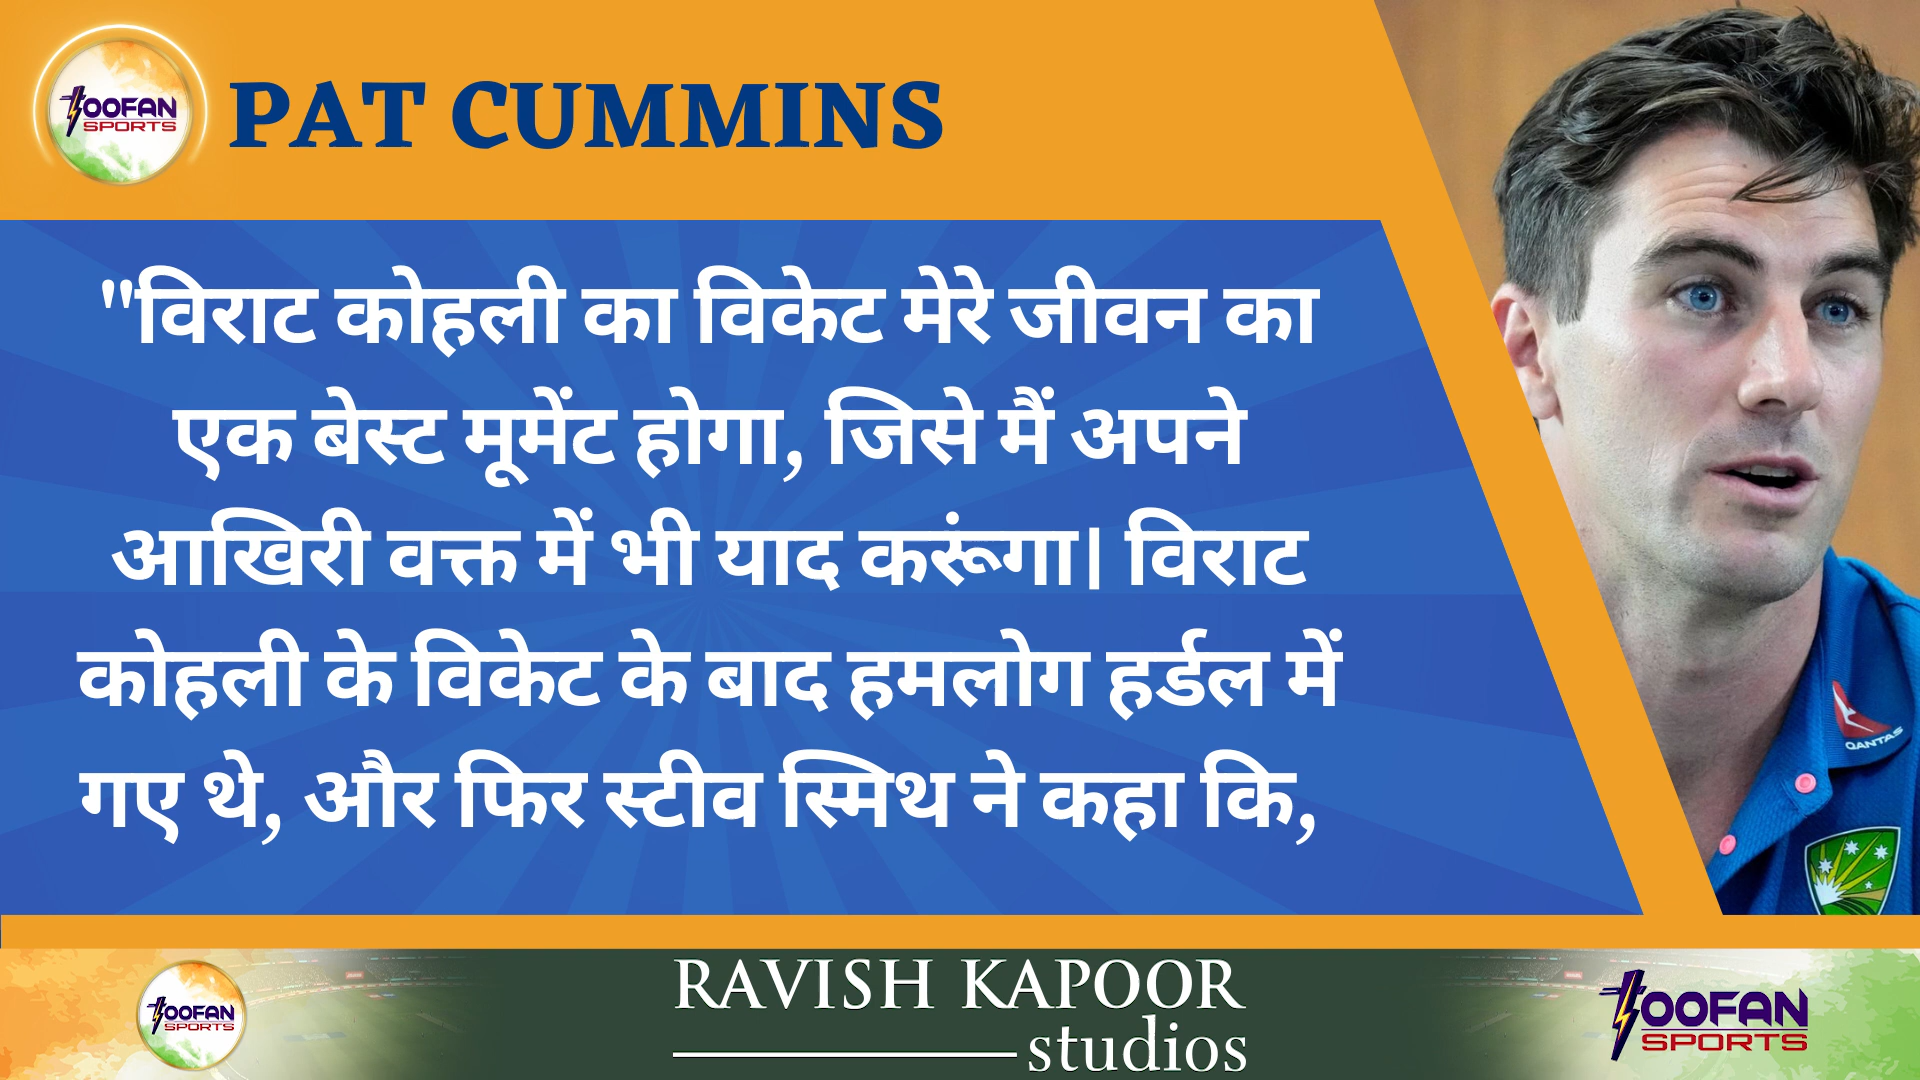 TOOFAN
SPORTS
PAT CUMMINS
"विराट कोहली का विकेट मेरे जीवन का
एक बेस्ट मूमेंट होगा, जिसे मैं अपने
आखिरी वक्त में भी याद करूंगा। विराट
कोहली के विकेट के बाद हमलोग हर्डल में
गए थे, और फिर स्टीव स्मिथ ने कहा कि,
QANTAS
TOOFAN
SPORTS
RAVISH KAPOOR
studios
TOOFAN
SPORTS